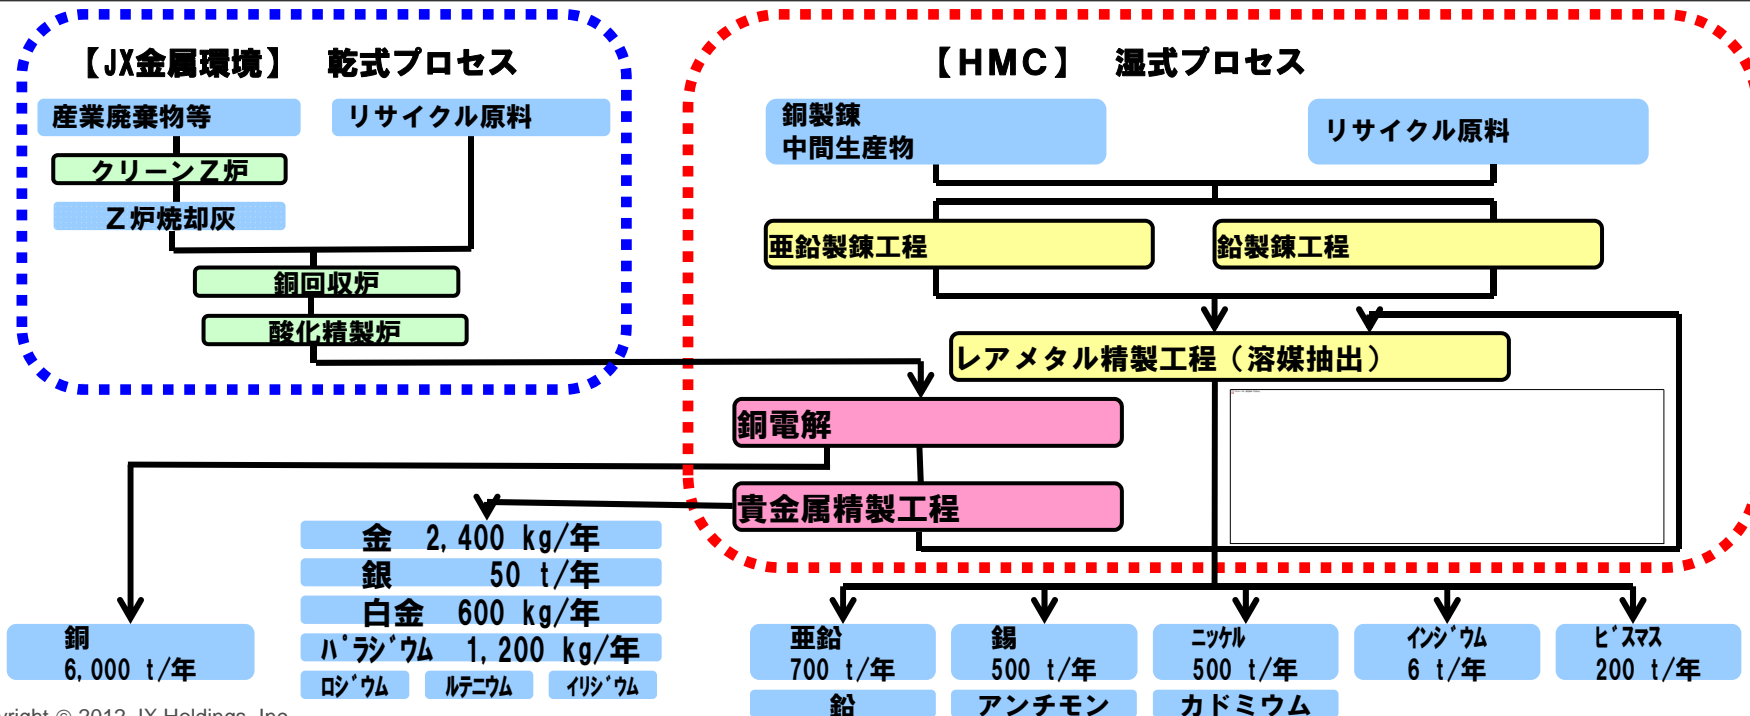 【JX金属環境】　乾式プロセス
産業廃棄物等
リサイクル原料
クリーンＺ炉
Ｚ炉焼却灰
銅回収炉
酸化精製炉
【ＨＭＣ】　湿式プロセス
銅製錬
中間生産物
リサイクル原料
亜鉛製錬工程
鉛製錬工程
レアメタル精製工程（溶媒抽出）
銅電解
貴金属精製工程
金　2,400 kg/年
銀　50 t/年
白金　600 kg/年
ﾊﾟﾗｼﾞｳﾑ　1,200 kg/年
ﾛｼﾞｳﾑ
ﾙﾃﾆｳﾑ
ｲﾘｼﾞｳﾑ
銅
6,000 t/年
亜鉛
700 t/年
錫
500 t/年
ﾆｯｹﾙ
500 t/年
ｲﾝｼﾞｳﾑ
6 t/年
ﾋﾞｽﾏｽ
200 t/年
鉛
アンチモン
カドミウム
yright © 2012 JX Holdings, Inc